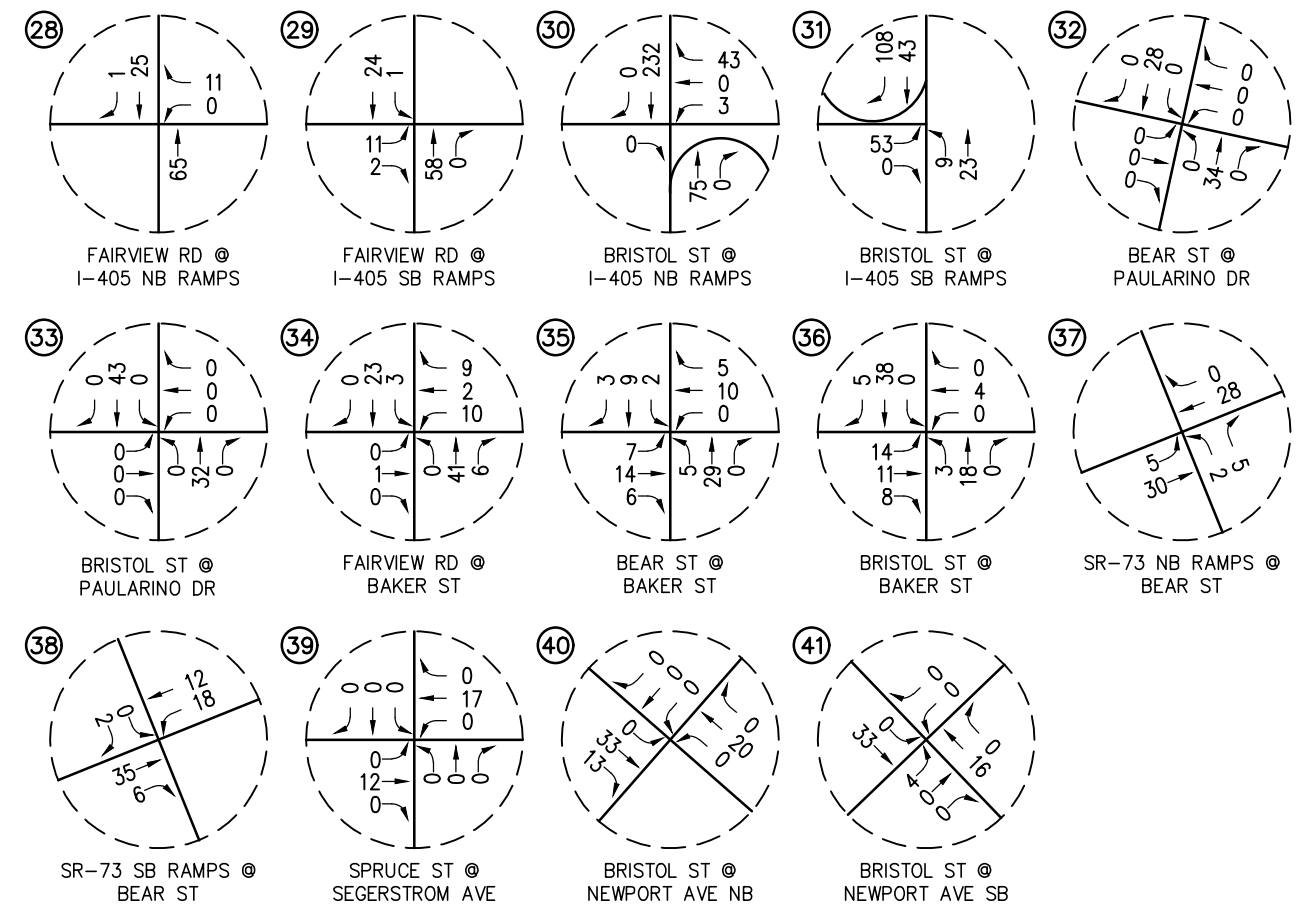 28
1 25
11
0
65
FAIRVIEW RD @
I-405 NB RAMPS
29
24 1
11
2
58 0
FAIRVIEW RD @
I-405 SB RAMPS
30
0 232
43
0
3
0
75 0
BRISTOL ST @
I-405 NB RAMPS
31
108 43
53
0
9 23
BRISTOL ST @
I-405 SB RAMPS
32
0 28 0
0
0
0
0
0
0
0 34 0
BEAR ST @
PAULARINO DR
33
0 43 0
0
0
0
0
0
0
0 32 0
BRISTOL ST @
PAULARINO DR
34
0 23 3
9
2
10
0
1
0
0 41 6
FAIRVIEW RD @
BAKER ST
35
3 9 2
5
10
0
7
14
6
5 29 0
BEAR ST @
BAKER ST
36
5 38 0
0
4
0
14
11
8
3 18 0
BRISTOL ST @
BAKER ST
37
0
28
5
30
2 5
SR-73 NB RAMPS @
BEAR ST
38
2 0
12
18
35
6
SR-73 SB RAMPS @
BEAR ST
39
0 0 0
0
17
0
0
12
0
0 0 0
SPRUCE ST @
SEGERSTROM AVE
40
0 0 0
0
20
0
0
33
13
BRISTOL ST @
NEWPORT AVE NB
41
0 0
0
16
0
33
4 0 0
BRISTOL ST @
NEWPORT AVE SB